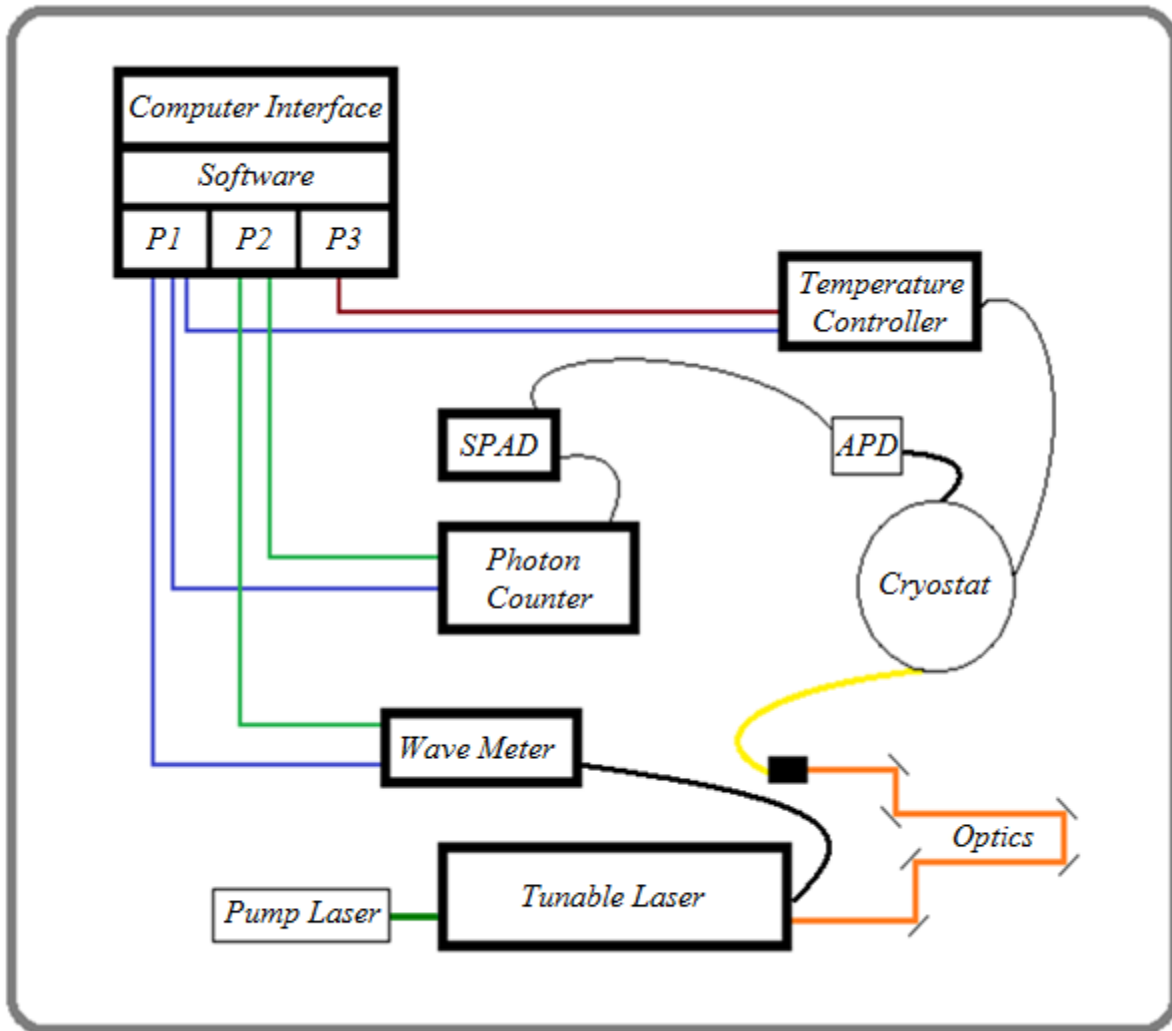 Computer Interface
Software
P1 P2 P3
Temperature
Controller
SPAD
APD
Photon
Counter
Cryostat
Wave Meter
Optics
Tunable Laser
Pump Laser